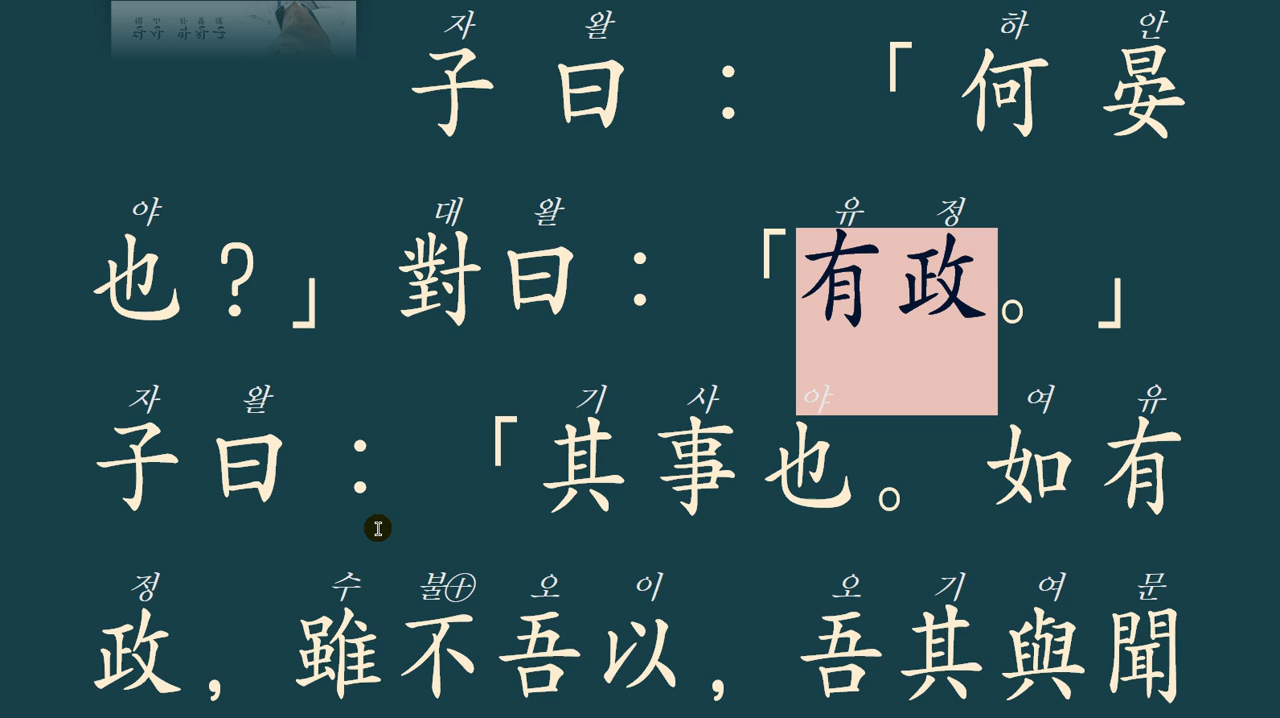 자 왈 하 안
子曰：「何晏
야 대 왈 유 정
也？」對曰：「有政。」
자 왈 기 사 야 여 유
子曰：「其事也。如有
정 수 불㊉ 오 이 오 기 여 문
政，雖不吾以，吾其與聞